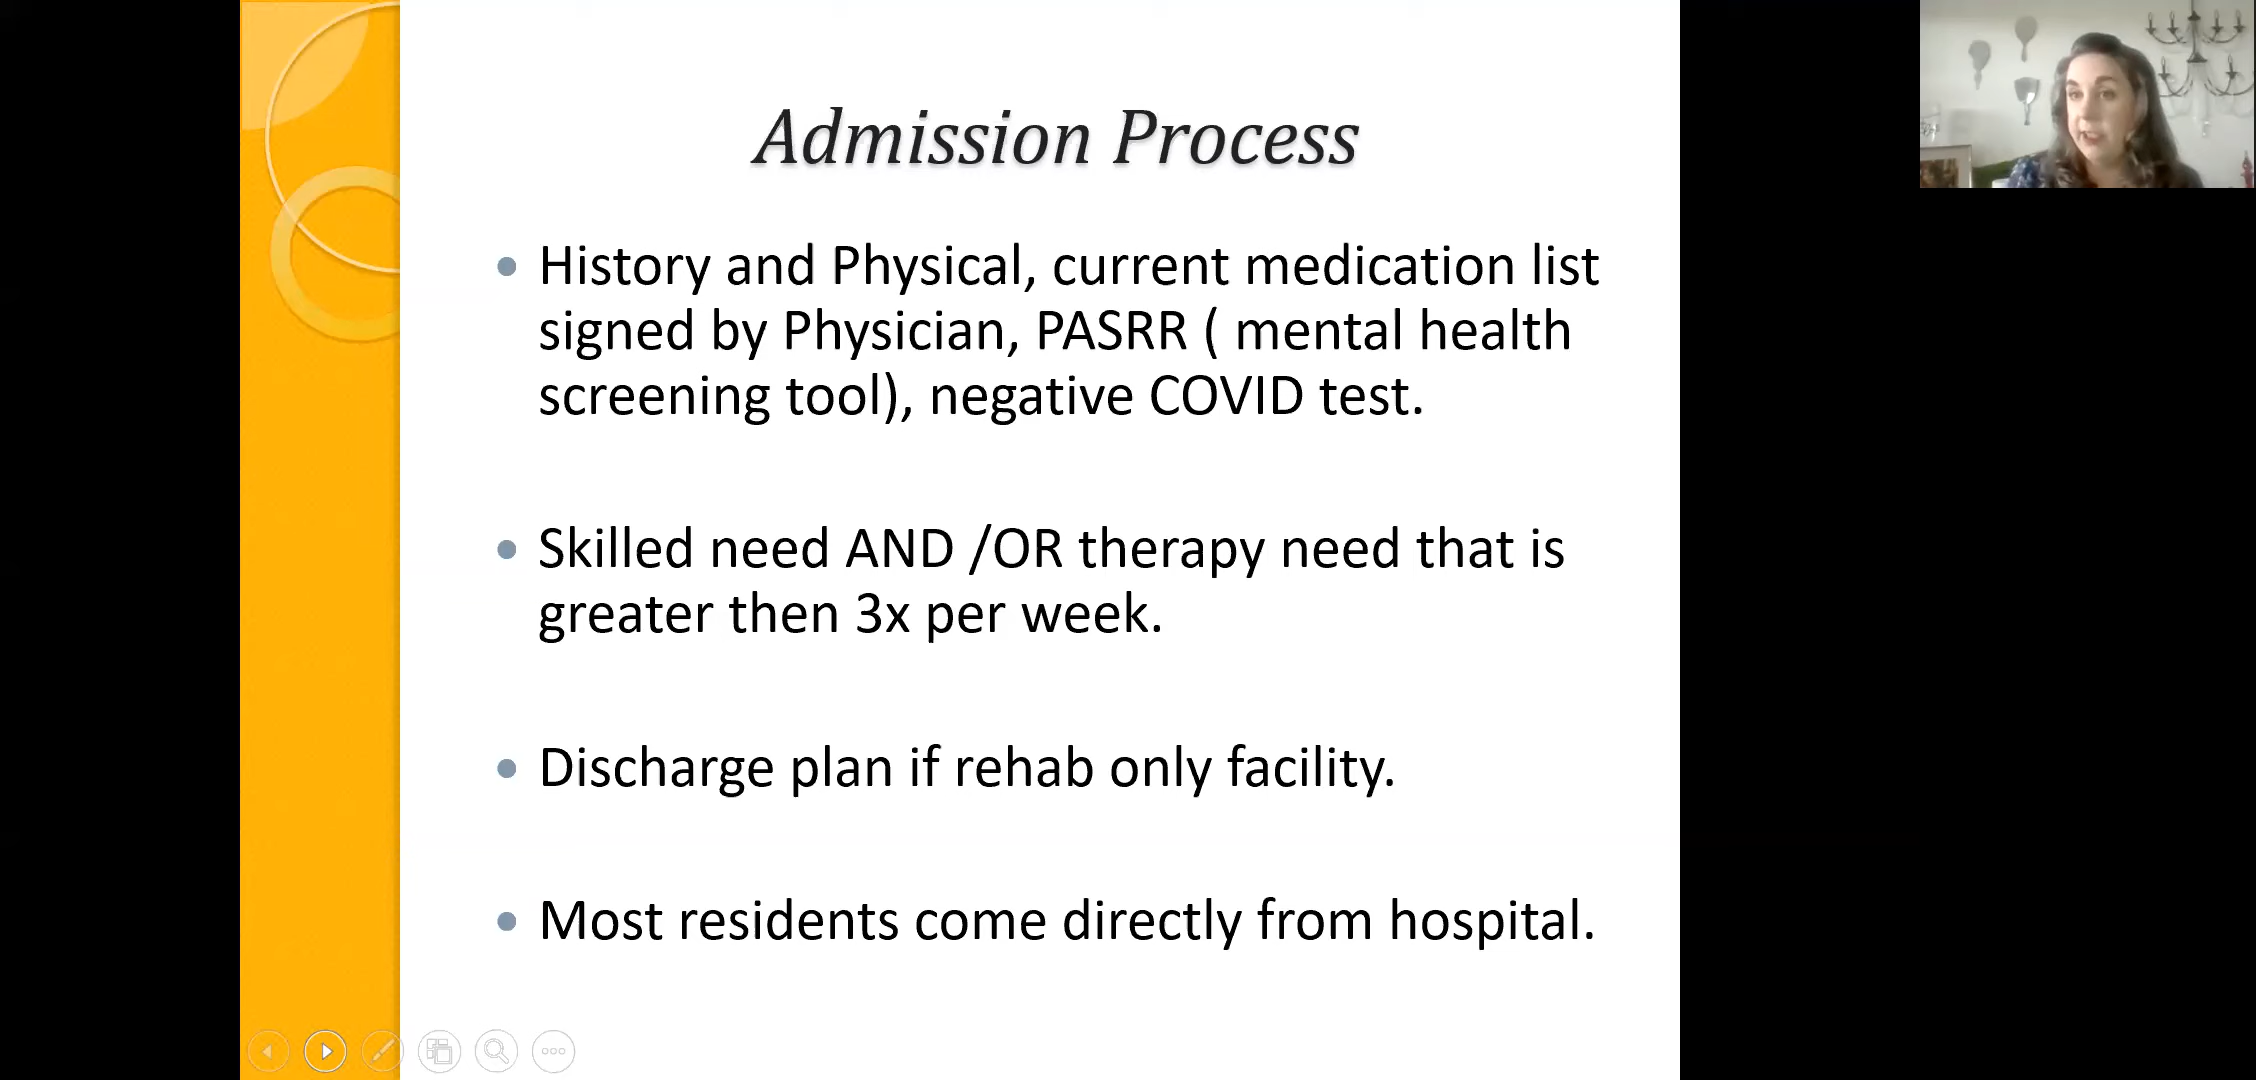 Admission Process
History and Physical, current medication list
signed by Physician, PASRR ( mental health
screening tool), negative COVID test.
Skilled need AND /OR therapy need that is
greater then 3x per week.
Discharge plan if rehab only facility.
Most residents come directly from hospital.